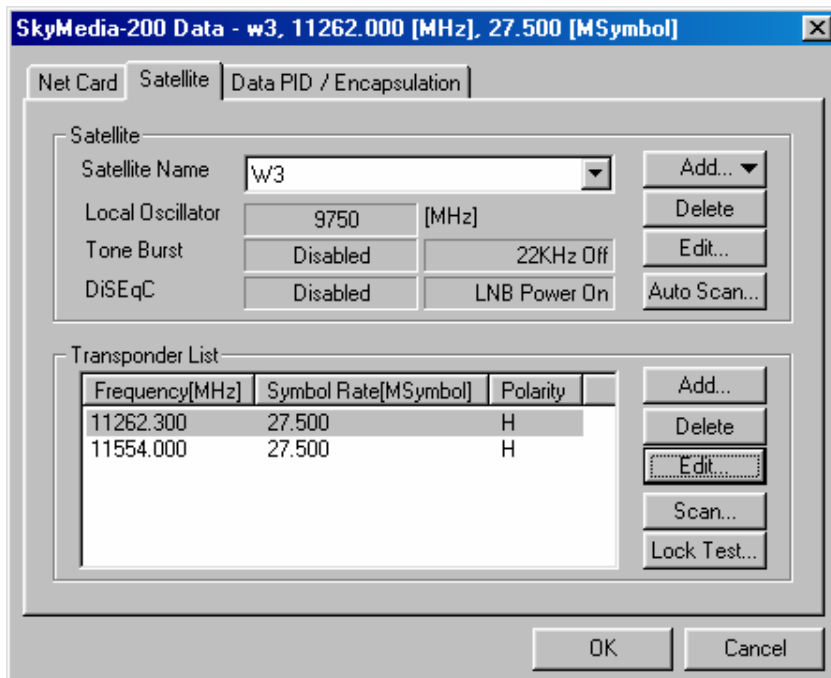 SkyMedia-200 Data - w3, 11262.000 [MHz], 27.500 [MSymbol]
Net Card Satellite Data PID / Encapsulation
Satellite
Satellite Name W3 Add...
Local Oscillator 9750 [MHz] Delete
Tone Burst Disabled 22KHz Off Edit...
DiSEqC Disabled LNB Power On Auto Scan...
Transponder List
Frequency[MHz] Symbol Rate[MSymbol] Polarity Add...
11262.300 27.500 H Delete
11554.000 27.500 H Edit...
Scan...
Lock Test...
OK Cancel